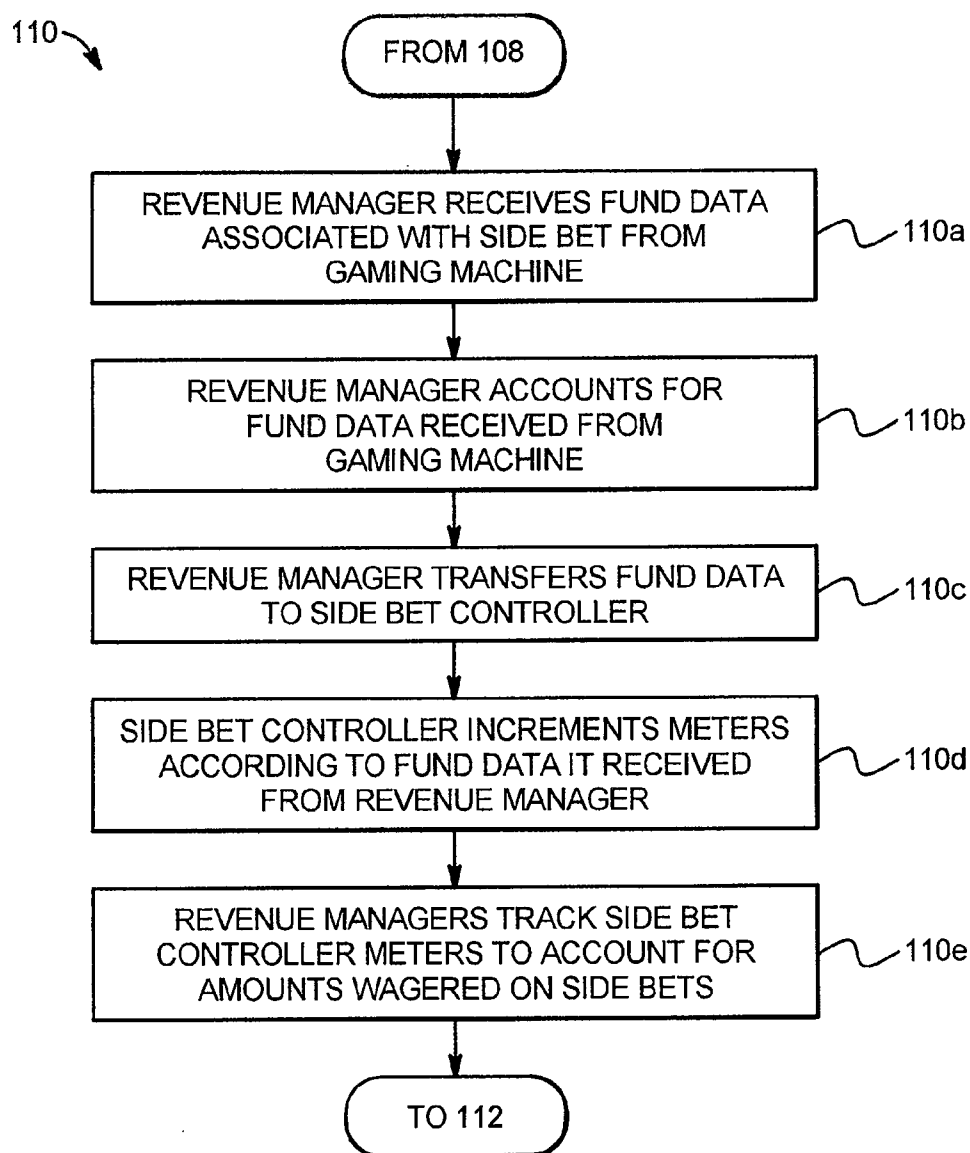 110
FROM 108
REVENUE MANAGER RECEIVES FUND DATA
ASSOCIATED WITH SIDE BET FROM
GAMING MACHINE
110a
REVENUE MANAGER ACCOUNTS FOR
FUND DATA RECEIVED FROM
GAMING MACHINE
110b
REVENUE MANAGER TRANSFERS FUND DATA
TO SIDE BET CONTROLLER
110c
SIDE BET CONTROLLER INCREMENTS METERS
ACCORDING TO FUND DATA IT RECEIVED
FROM REVENUE MANAGER
110d
REVENUE MANAGERS TRACK SIDE BET
CONTROLLER METERS TO ACCOUNT FOR
AMOUNTS WAGERED ON SIDE BETS
110e
TO 112